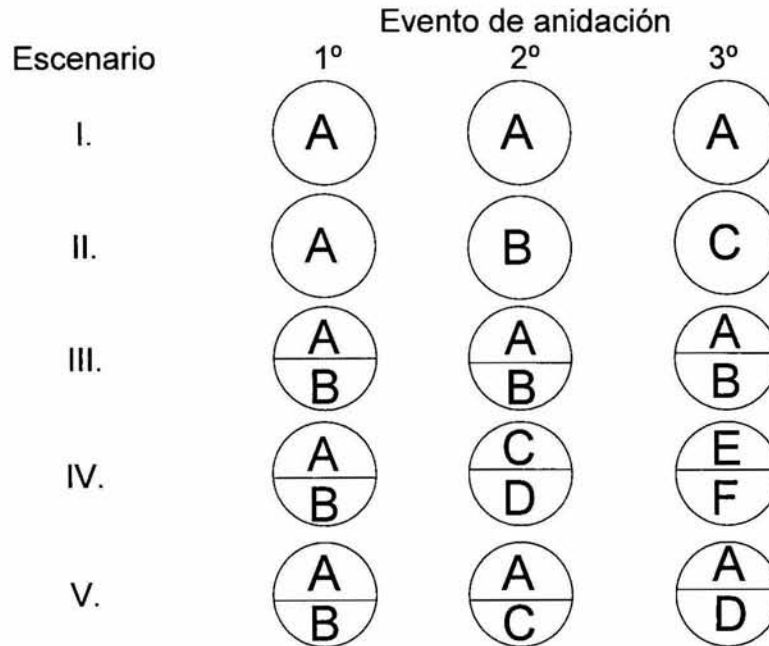 Evento de anidación
Escenario 1º 2º 3º
I. A A A
II. A B C
III. A A A
B B B
IV. A C E
B D F
V. A A A
B C D